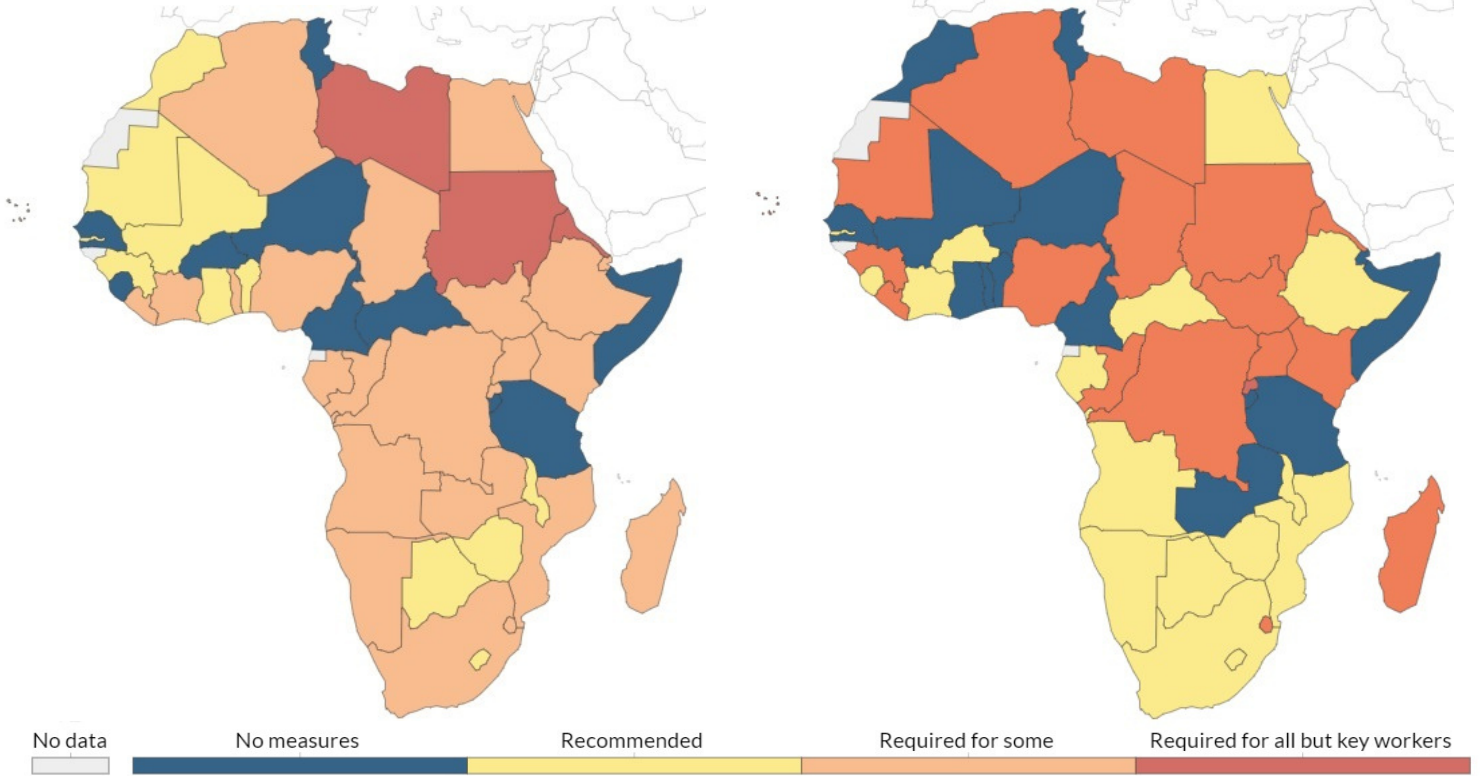 No data
No measures
Recommended
Required for some
Required for all but key workers